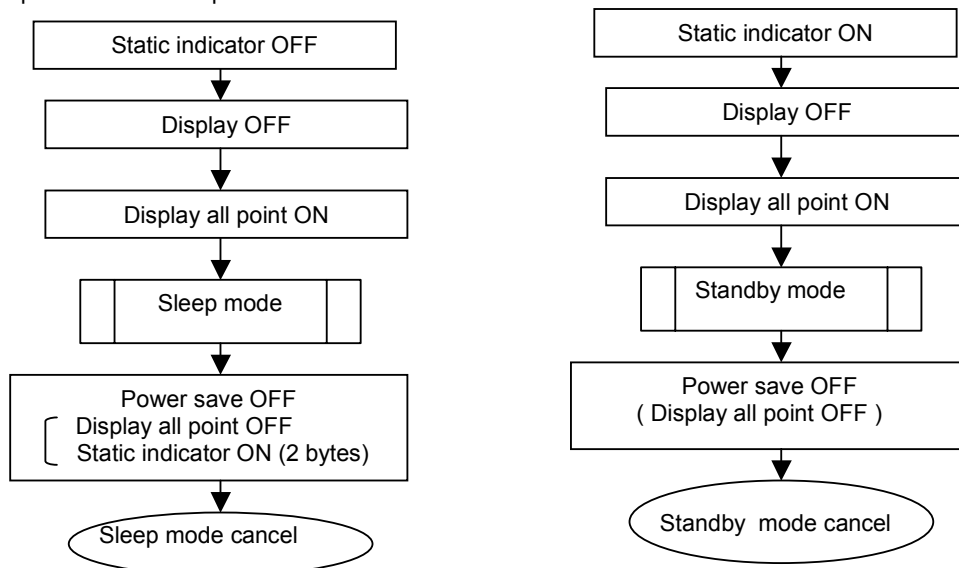 Static indicator OFF
Display OFF
Display all point ON
Sleep mode
Power save OFF
Display all point OFF
Static indicator ON (2 bytes)
Sleep mode cancel
Static indicator ON
Display OFF
Display all point ON
Standby mode
Power save OFF
( Display all point OFF )
Standby mode cancel